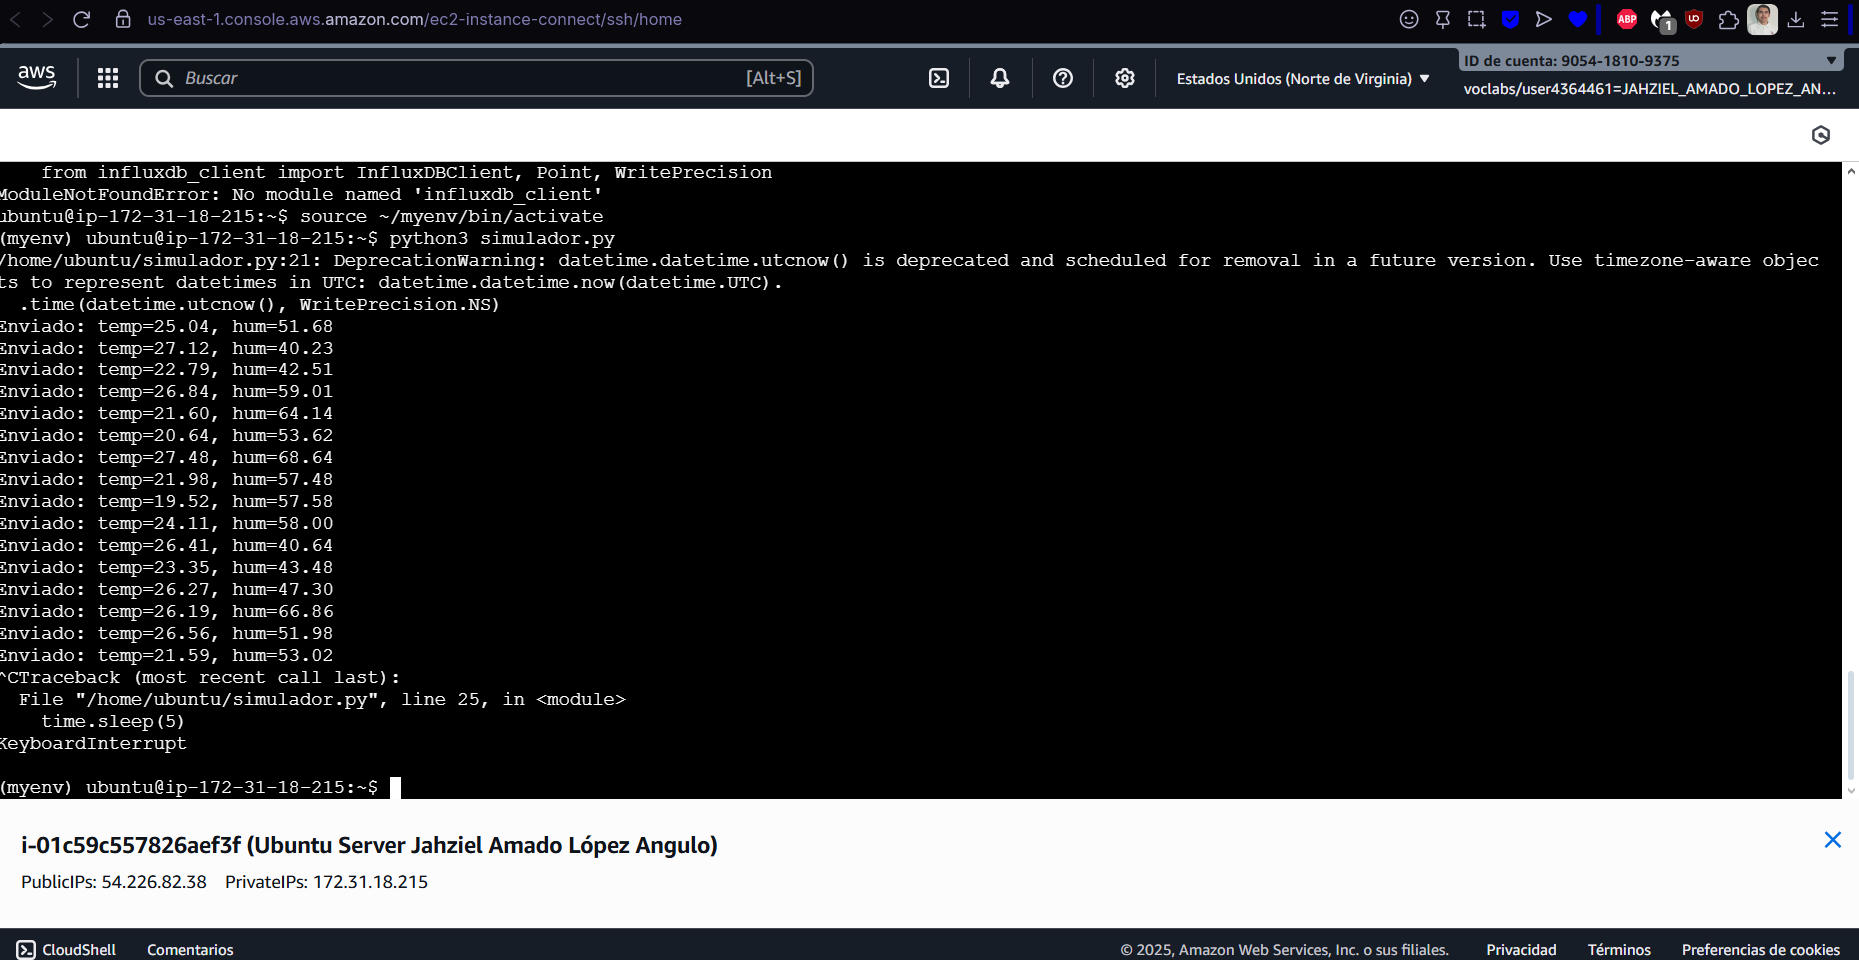 us-east-1.console.aws.amazon.com/ec2-instance-connect/ssh/home
ABP
1
aws
Buscar
[Alt+S]
Estados Unidos (Norte de Virginia)
ID de cuenta: 9054-1810-9375
voclabs/user4364461=JAHZIEL_AMADO_LOPEZ_AN...
from influxdb_client import InfluxDBClient, Point, WritePrecision
ModuleNotFoundError: No module named 'influxdb_client'
ubuntu@ip-172-31-18-215:~$ source ~/myenv/bin/activate
(myenv) ubuntu@ip-172-31-18-215:~$ python3 simulador.py
/home/ubuntu/simulador.py:21: DeprecationWarning: datetime.datetime.utcnow() is deprecated and scheduled for removal in a future version. Use timezone-aware objec
ts to represent datetimes in UTC: datetime.datetime.now(datetime.UTC).
.time(datetime.utcnow(), WritePrecision.NS)
Enviado: temp=25.04, hum=51.68
Enviado: temp=27.12, hum=40.23
Enviado: temp=22.79, hum=42.51
Enviado: temp=26.84, hum=59.01
Enviado: temp=21.60, hum=64.14
Enviado: temp=20.64, hum=53.62
Enviado: temp=27.48, hum=68.64
Enviado: temp=21.98, hum=57.48
Enviado: temp=19.52, hum=57.58
Enviado: temp=24.11, hum=58.00
Enviado: temp=26.41, hum=40.64
Enviado: temp=23.35, hum=43.48
Enviado: temp=26.27, hum=47.30
Enviado: temp=26.19, hum=66.86
Enviado: temp=26.56, hum=51.98
Enviado: temp=21.59, hum=53.02
^CTraceback (most recent call last):
File "/home/ubuntu/simulador.py", line 25, in <module>
time.sleep(5)
KeyboardInterrupt
(myenv) ubuntu@ip-172-31-18-215:~$
i-01c59c557826aef3f (Ubuntu Server Jahziel Amado López Angulo)
PublicIPs: 54.226.82.38 PrivateIPs: 172.31.18.215
CloudShell
Comentarios
© 2025, Amazon Web Services, Inc. o sus filiales.
Privacidad
Términos
Preferencias de cookies